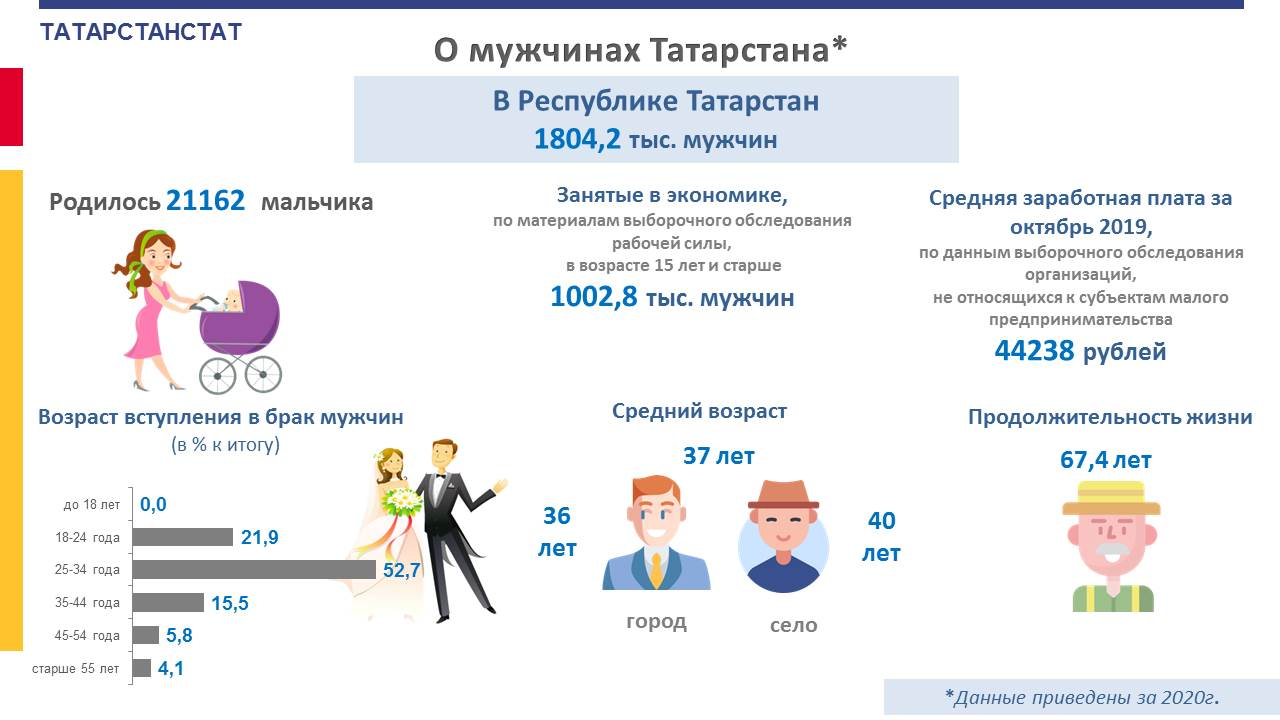 ТАТАРСТАНСТАТ
О мужчинах Татарстана*
В Республике Татарстан
1804,2 тыс. мужчин
Родилось 21162 мальчика
Занятые в экономике,
по материалам выборочного обследования
рабочей силы,
в возрасте 15 лет и старше
1002,8 тыс. мужчин
Средняя заработная плата за
октябрь 2019,
по данным выборочного обследования
организаций,
не относящихся к субъектам малого
предпринимательства
44238 рублей
Возраст вступления в брак мужчин
(в % к итогу)
до 18 лет 0,0
18-24 года 21,9
25-34 года 52,7
35-44 года 15,5
45-54 года 5,8
старше 55 лет 4,1
Средний возраст
37 лет
36
лет
40
лет
город
село
Продолжительность жизни
67,4 лет
*Данные приведены за 2020г.